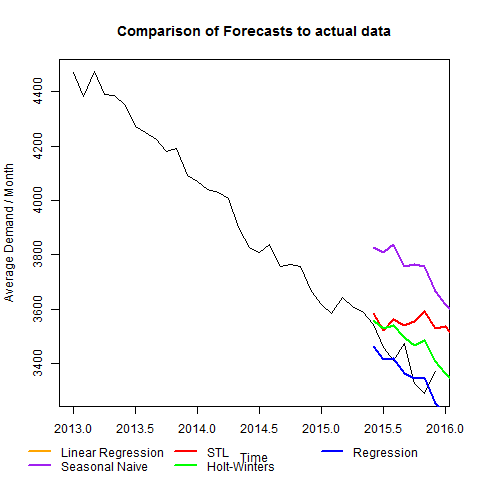 Comparison of Forecasts to actual data
Average Demand / Month
4400
4200
4000
3800
3600
3400
2013.0 2013.5 2014.0 2014.5 2015.0 2015.5 2016.0
Time
Linear Regression STL Regression
Seasonal Naive Holt-Winters